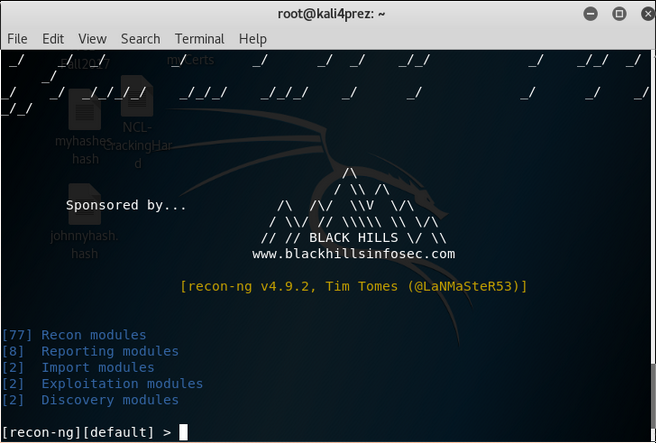 root@kali4prez: ~
File Edit View Search Terminal Help
_/ _/ _/ _/ _/ _/ _/ _/_/ _/ _/_/ _/
_/
_/ _/ _/_/_/_/ _/_/_/ _/_/_/ _/ _/ _/ _/ _/
_/_/
myCerts
NCL-
CrackingHar
d
myhashes.
hash
johnnyhash.
hash
/\
/ \\ /\
Sponsored by... /\ /\/ \\V \/\
/ \\/ // \\\\\ \\ \/\
// // BLACK HILLS \/ \\
www.blackhillsinfosec.com
[recon-ng v4.9.2, Tim Tomes (@LaNMaSteR53)]
[77] Recon modules
[8] Reporting modules
[2] Import modules
[2] Exploitation modules
[2] Discovery modules
[recon-ng][default] >